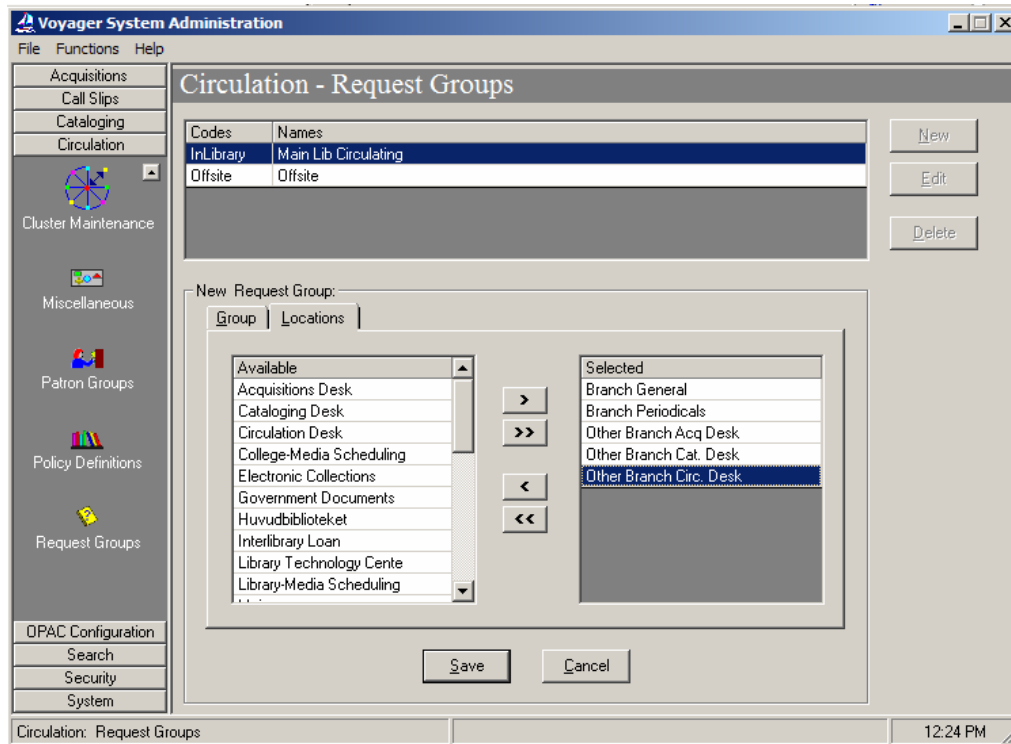 Voyager System Administration
File Functions Help
Acquisitions
Call Slips
Cataloging
Circulation
Cluster Maintenance
Miscellaneous
Patron Groups
Policy Definitions
Request Groups
OPAC Configuration
Search
Security
System
Circulation - Request Groups
Codes Names
InLibrary Main Lib Circulating
Offsite Offsite
New
Edit
Delete
New Request Group:
Group Locations
Available
Acquisitions Desk
Cataloging Desk
Circulation Desk
College-Media Scheduling
Electronic Collections
Government Documents
Huvudbiblioteket
Interlibrary Loan
Library Technology Cente
Library-Media Scheduling
>
>>
<
<<
Selected
Branch General
Branch Periodicals
Other Branch Acq Desk
Other Branch Cat. Desk
Other Branch Circ. Desk
Save Cancel
Circulation: Request Groups 12:24 PM